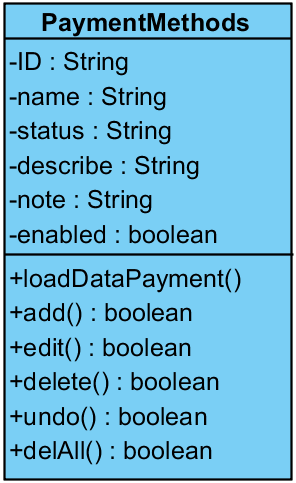 PaymentMethods
-ID : String
-name : String
-status : String
-describe : String
-note : String
-enabled : boolean
+loadDataPayment()
+add() : boolean
+edit() : boolean
+delete() : boolean
+undo() : boolean
+delAll() : boolean